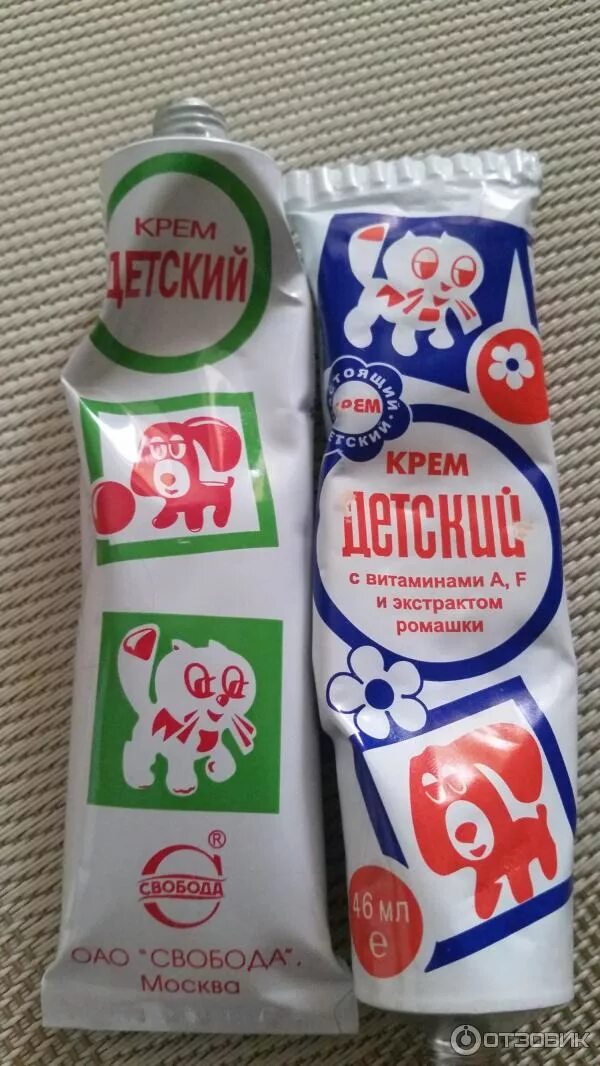 КРЕМ
ДЕТСКИЙ
®
СВОБОДА
ОАО "СВОБОДА".
Москва
НАСТОЯЩИЙ
КРЕМ
ДЕТСКИЙ
КРЕМ
Детский
с витаминами А, F
и экстрактом
ромашки
46 мл
е
ОТЗОВИК